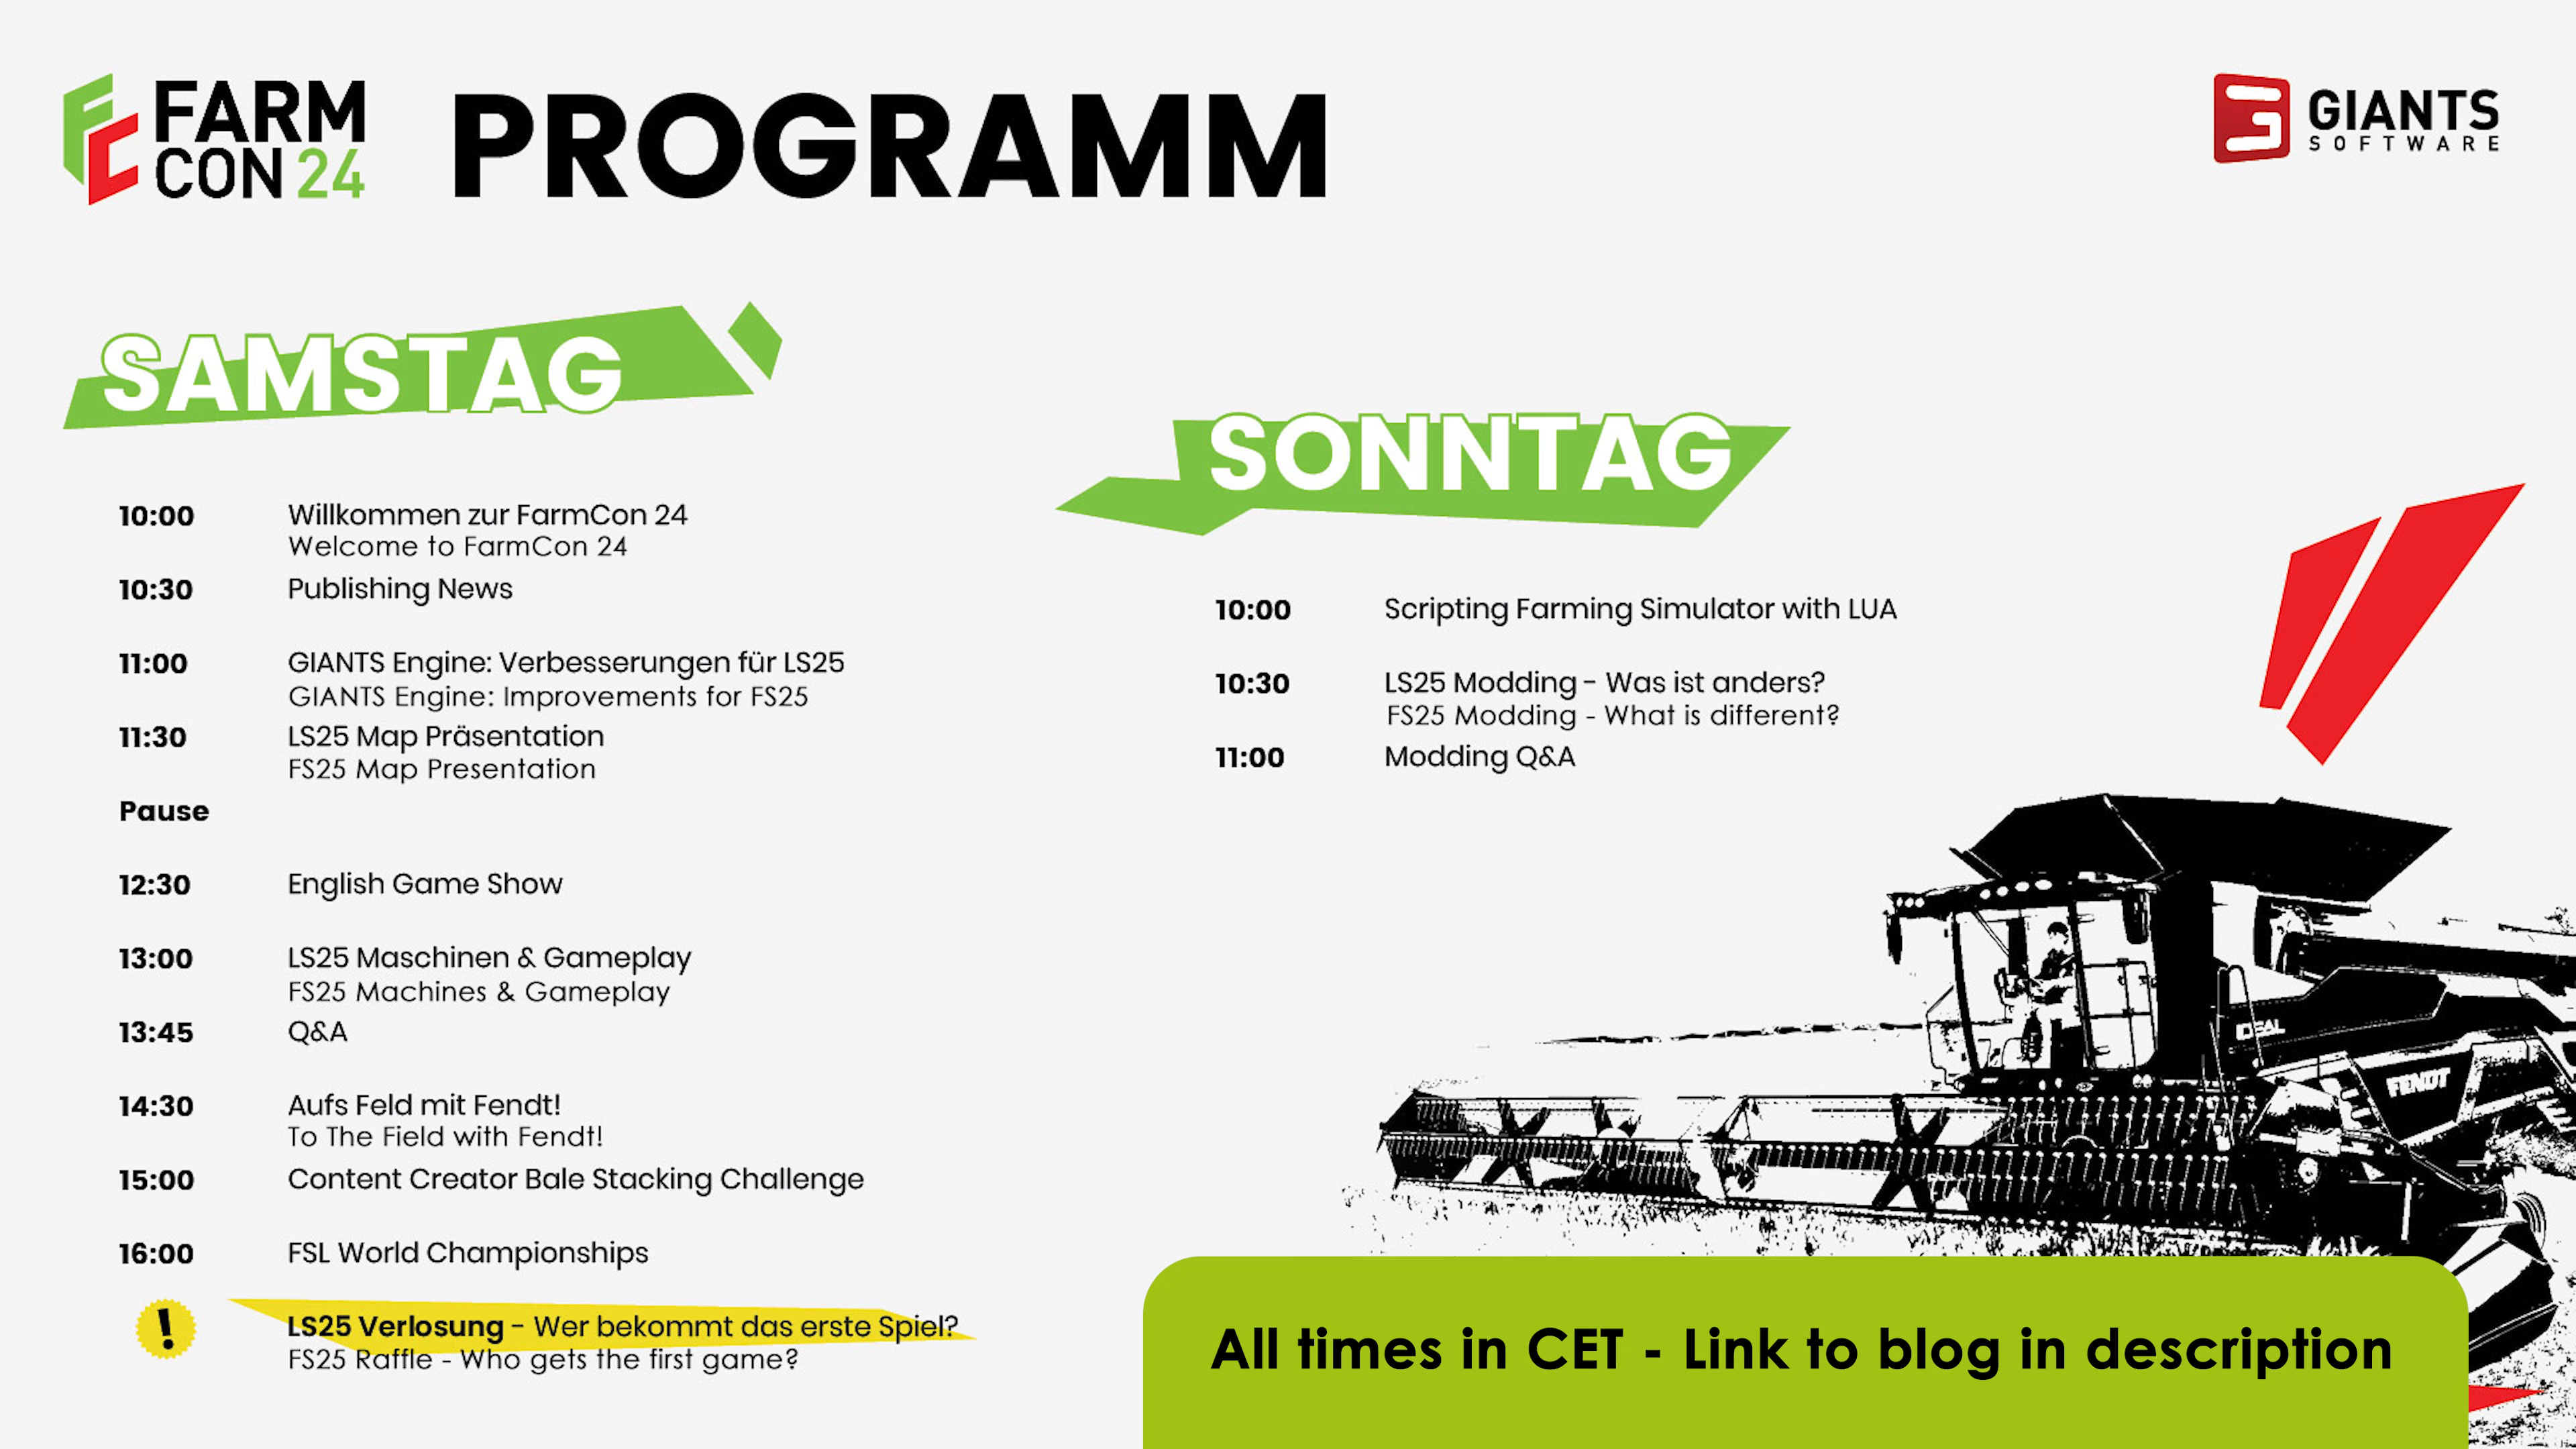 FARM
CON 24
PROGRAMM
GIANTS
SOFTWARE
SAMSTAG
10:00 Willkommen zur FarmCon 24
Welcome to FarmCon 24
10:30 Publishing News
11:00 GIANTS Engine: Verbesserungen für LS25
GIANTS Engine: Improvements for FS25
11:30 LS25 Map Präsentation
FS25 Map Presentation
Pause
12:30 English Game Show
13:00 LS25 Maschinen & Gameplay
FS25 Machines & Gameplay
13:45 Q&A
14:30 Aufs Feld mit Fendt!
To The Field with Fendt!
15:00 Content Creator Bale Stacking Challenge
16:00 FSL World Championships
! LS25 Verlosung - Wer bekommt das erste Spiel?
FS25 Raffle - Who gets the first game?
SONNTAG
10:00 Scripting Farming Simulator with LUA
10:30 LS25 Modding - Was ist anders?
FS25 Modding - What is different?
11:00 Modding Q&A
IDEAL
FENDT
All times in CET - Link to blog in description